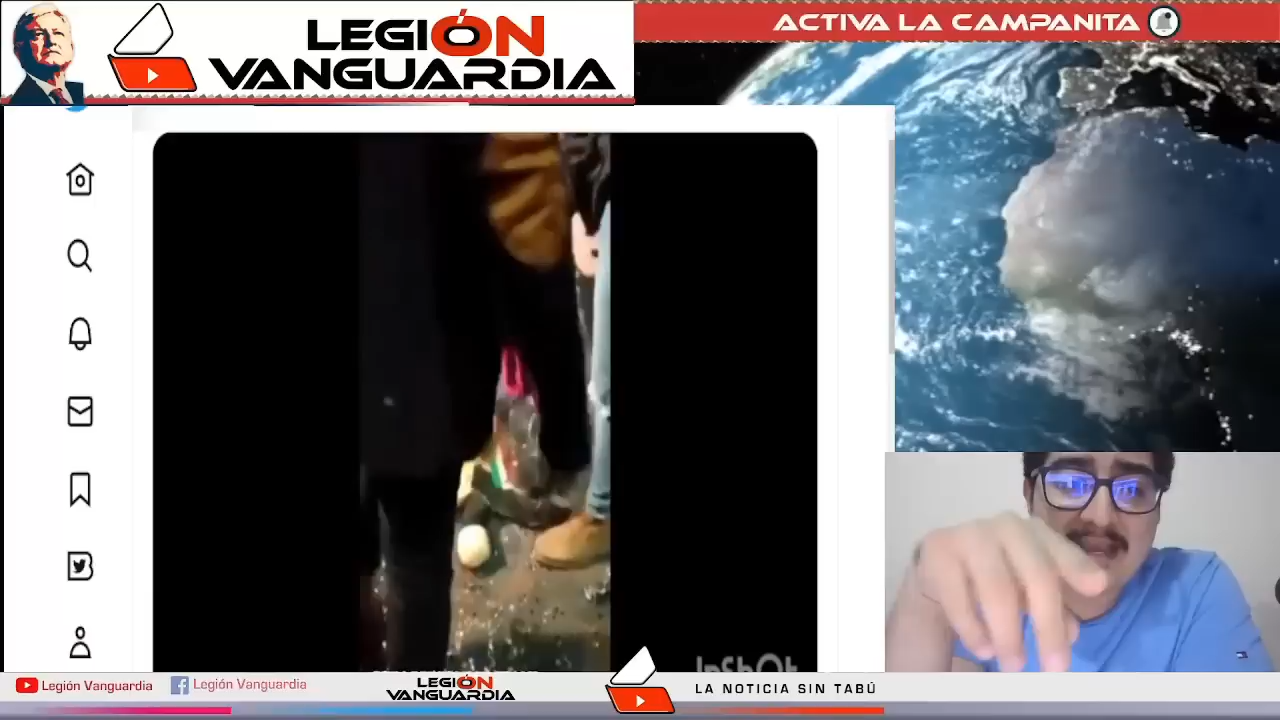 LEGIÓN
VANGUARDIA
ACTIVA LA CAMPANITA
InShOt
Legión Vanguardia
Legión Vanguardia
LEGIÓN
VANGUARDIA
LA NOTICIA SIN TABÚ